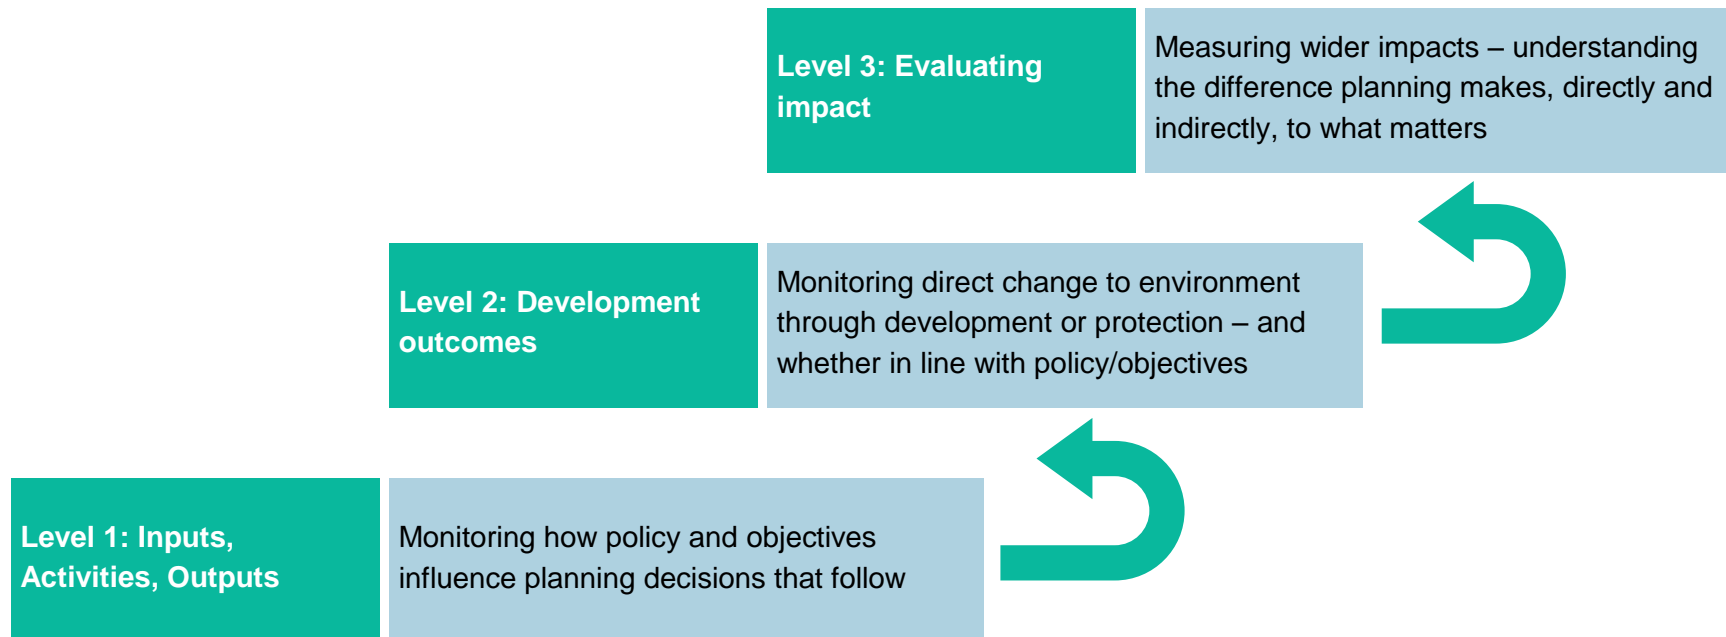 Level 3: Evaluating
impact
Measuring wider impacts – understanding
the difference planning makes, directly and
indirectly, to what matters
Level 2: Development
outcomes
Monitoring direct change to environment
through development or protection – and
whether in line with policy/objectives
Level 1: Inputs,
Activities, Outputs
Monitoring how policy and objectives
influence planning decisions that follow